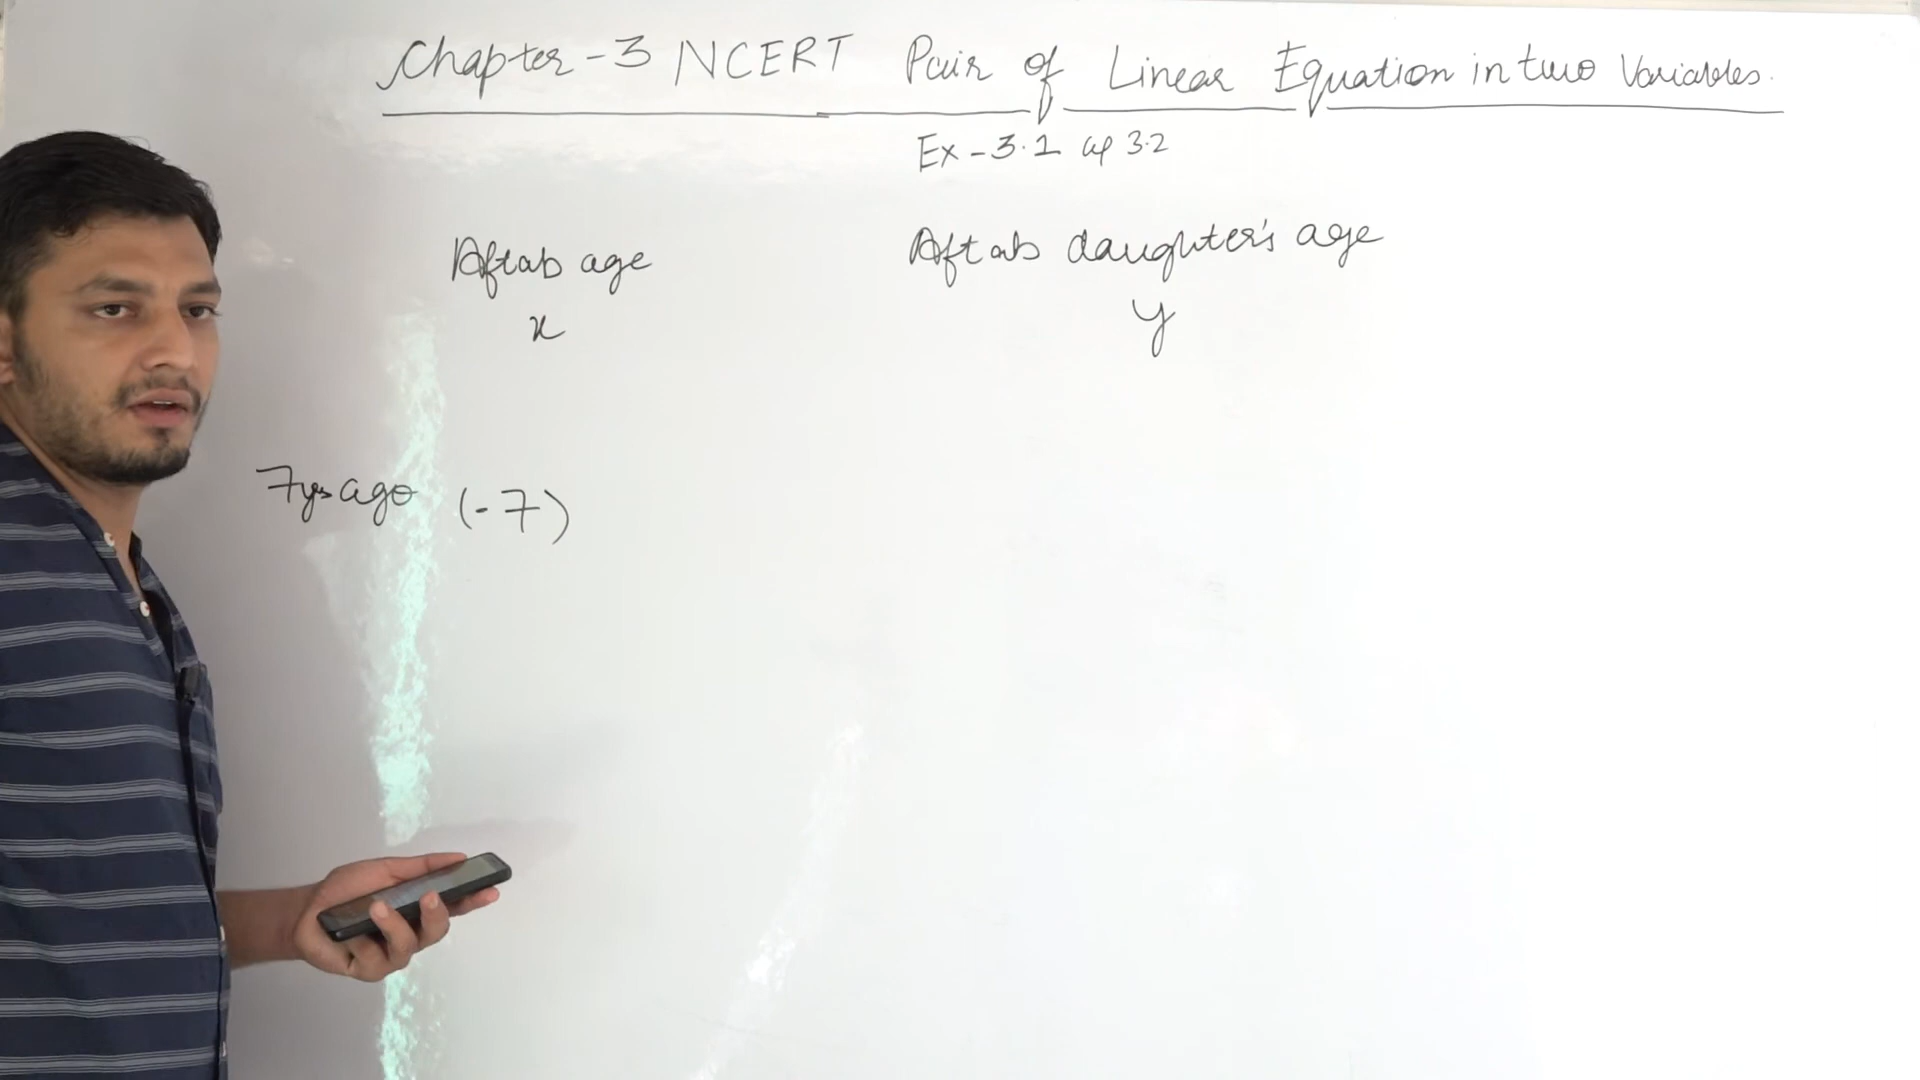 Chapter-3 NCERT Pair of Linear Equation in two Variables.
Ex-3.1 3.2
Aftab age Aftab daughter's age
x y
7yrs ago (-7)